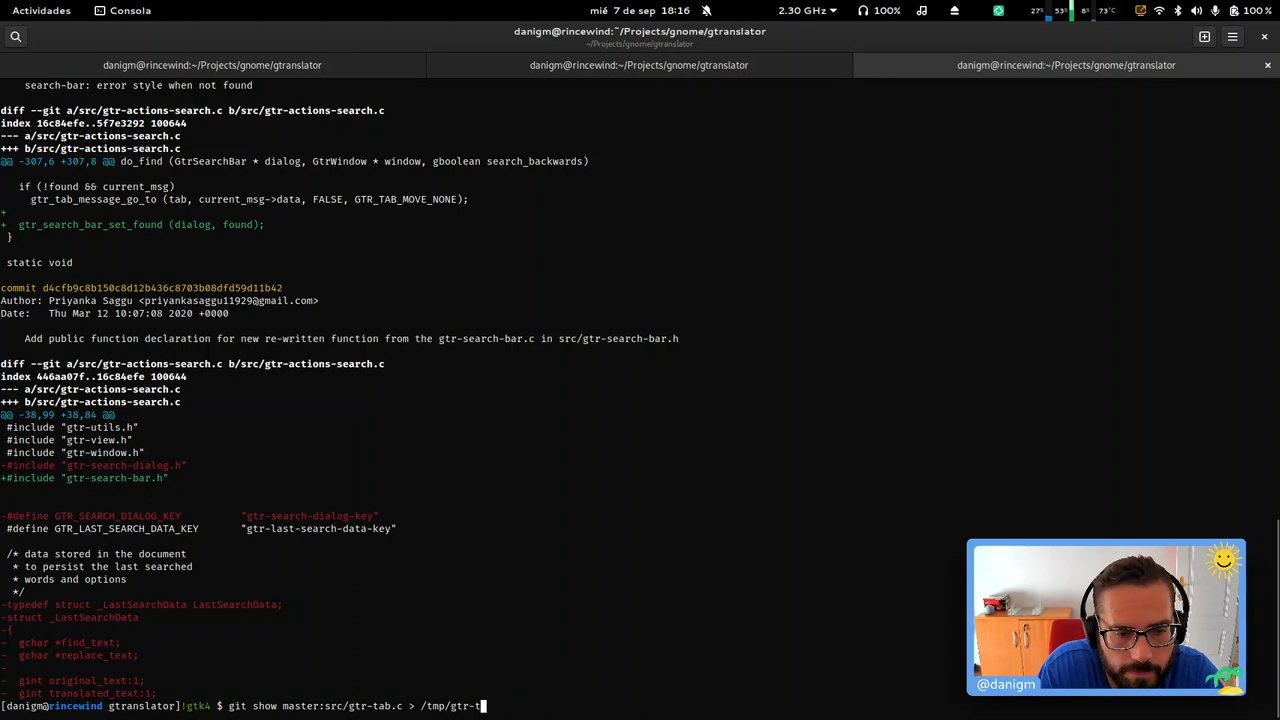 Actividades
Consola
mié 7 de sep 18:16
2.30 GHz
100%
27%
53%
8%
73°C
100 %
danigm@rincewind:~/Projects/gnome/gtranslator
~/Projects/gnome/gtranslator
danigm@rincewind:~/Projects/gnome/gtranslator
danigm@rincewind:~/Projects/gnome/gtranslator
danigm@rincewind:~/Projects/gnome/gtranslator
search-bar: error style when not found
diff --git a/src/gtr-actions-search.c b/src/gtr-actions-search.c
index 16c84efe..5f7e3292 100644
--- a/src/gtr-actions-search.c
+++ b/src/gtr-actions-search.c
@@ -307,6 +307,8 @@ do_find (GtrSearchBar * dialog, GtrWindow * window, gboolean search_backwards)
if (!found && current_msg)
gtr_tab_message_go_to (tab, current_msg->data, FALSE, GTR_TAB_MOVE_NONE);
+
+  gtr_search_bar_set_found (dialog, found);
}
static void
commit d4cfb9c8b150c8d12b436c8703b08dfd59d11b42
Author: Priyanka Saggu <priyankasaggu11929@gmail.com>
Date:   Thu Mar 12 10:07:08 2020 +0000
Add public function declaration for new re-written function from the gtr-search-bar.c in src/gtr-search-bar.h
diff --git a/src/gtr-actions-search.c b/src/gtr-actions-search.c
index 446aa07f..16c84efe 100644
--- a/src/gtr-actions-search.c
+++ b/src/gtr-actions-search.c
@@ -38,99 +38,84 @@
#include "gtr-utils.h"
#include "gtr-view.h"
#include "gtr-window.h"
-#include "gtr-search-dialog.h"
+#include "gtr-search-bar.h"
-#define GTR_SEARCH_DIALOG_KEY          "gtr-search-dialog-key"
#define GTR_LAST_SEARCH_DATA_KEY       "gtr-last-search-data-key"
/* data stored in the document
* to persist the last searched
* words and options
*/
-typedef struct _LastSearchData LastSearchData;
-struct _LastSearchData
-{
-  gchar *find_text;
-  gchar *replace_text;
-
-  gint original_text:1;
-  gint translated_text:1;
[danigm@rincewind gtranslator]!gtk4 $ git show master:src/gtr-tab.c > /tmp/gtr-t
@danigm